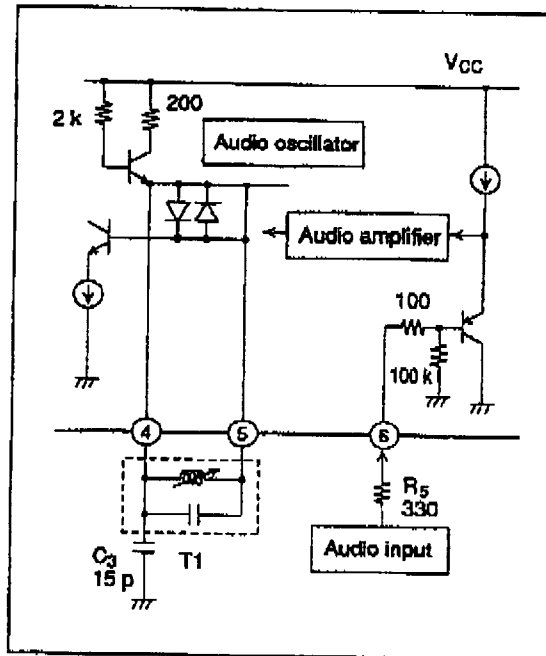 VCC
2 k
200
Audio oscillator
Audio amplifier
100
100 k
4
5
6
R5
330
C3
15 p
T1
Audio input